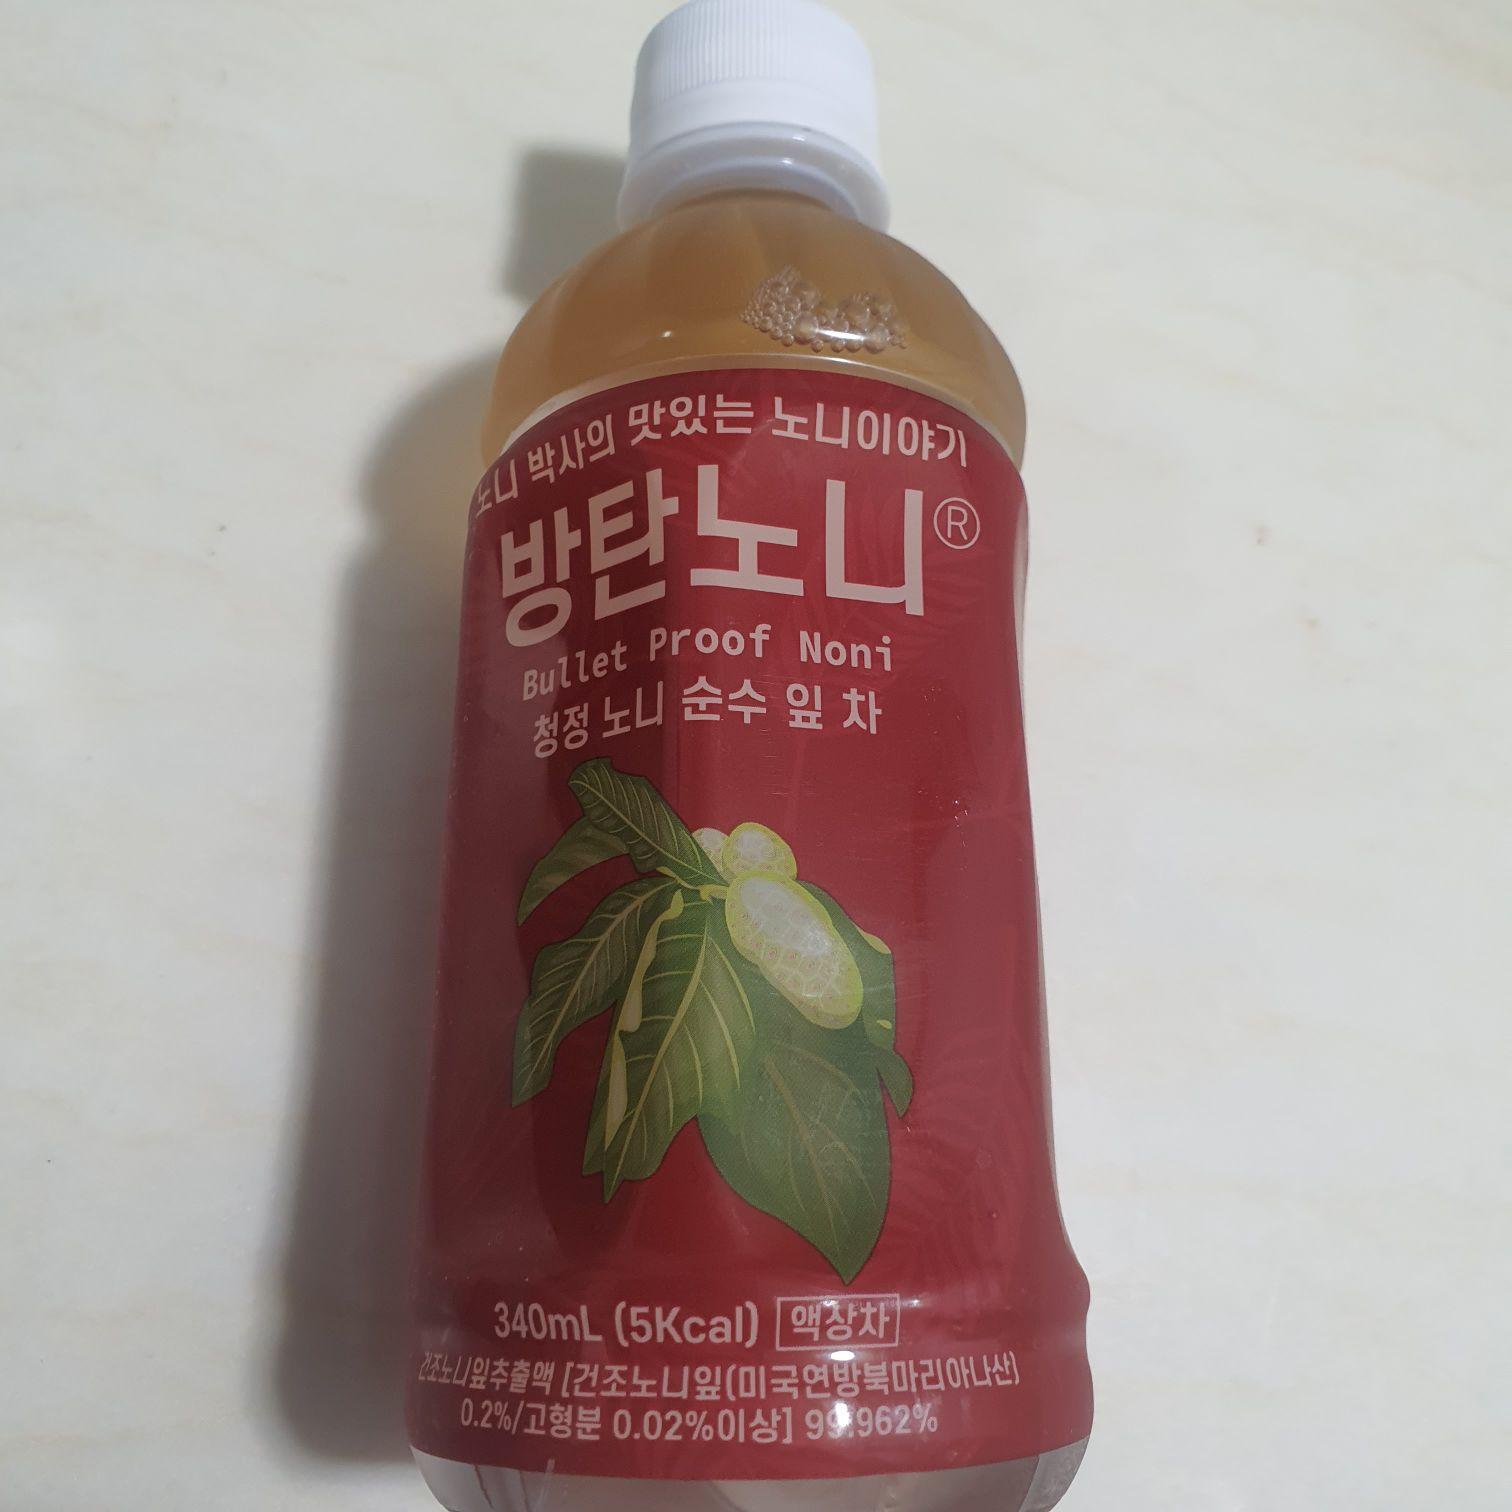 노니 박사의 맛있는 노니이야기
방탄노니®
Bullet Proof Noni
청정 노니 순수 잎 차
340mL (5Kcal) 액상차
건조노니잎추출액 [건조노니잎(미국연방북마리아나산)
0.2%/고형분 0.02%이상] 99.962%